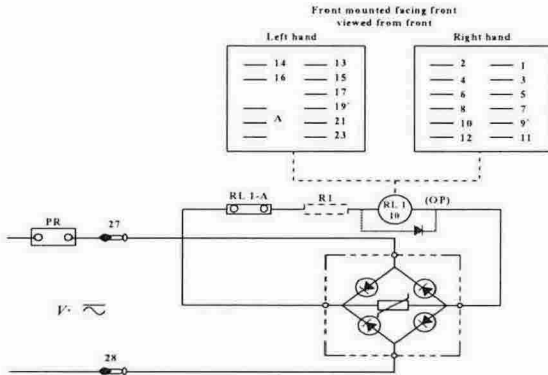 Front mounted facing front
viewed from front
Left hand Right hand
14 13 2 1
16 15 4 3
17 6 5
19' 8 7
A 21 10 9'
23 12 11
RL 1-A R1 RL 1 (OP)
10
PR 27
V·
28